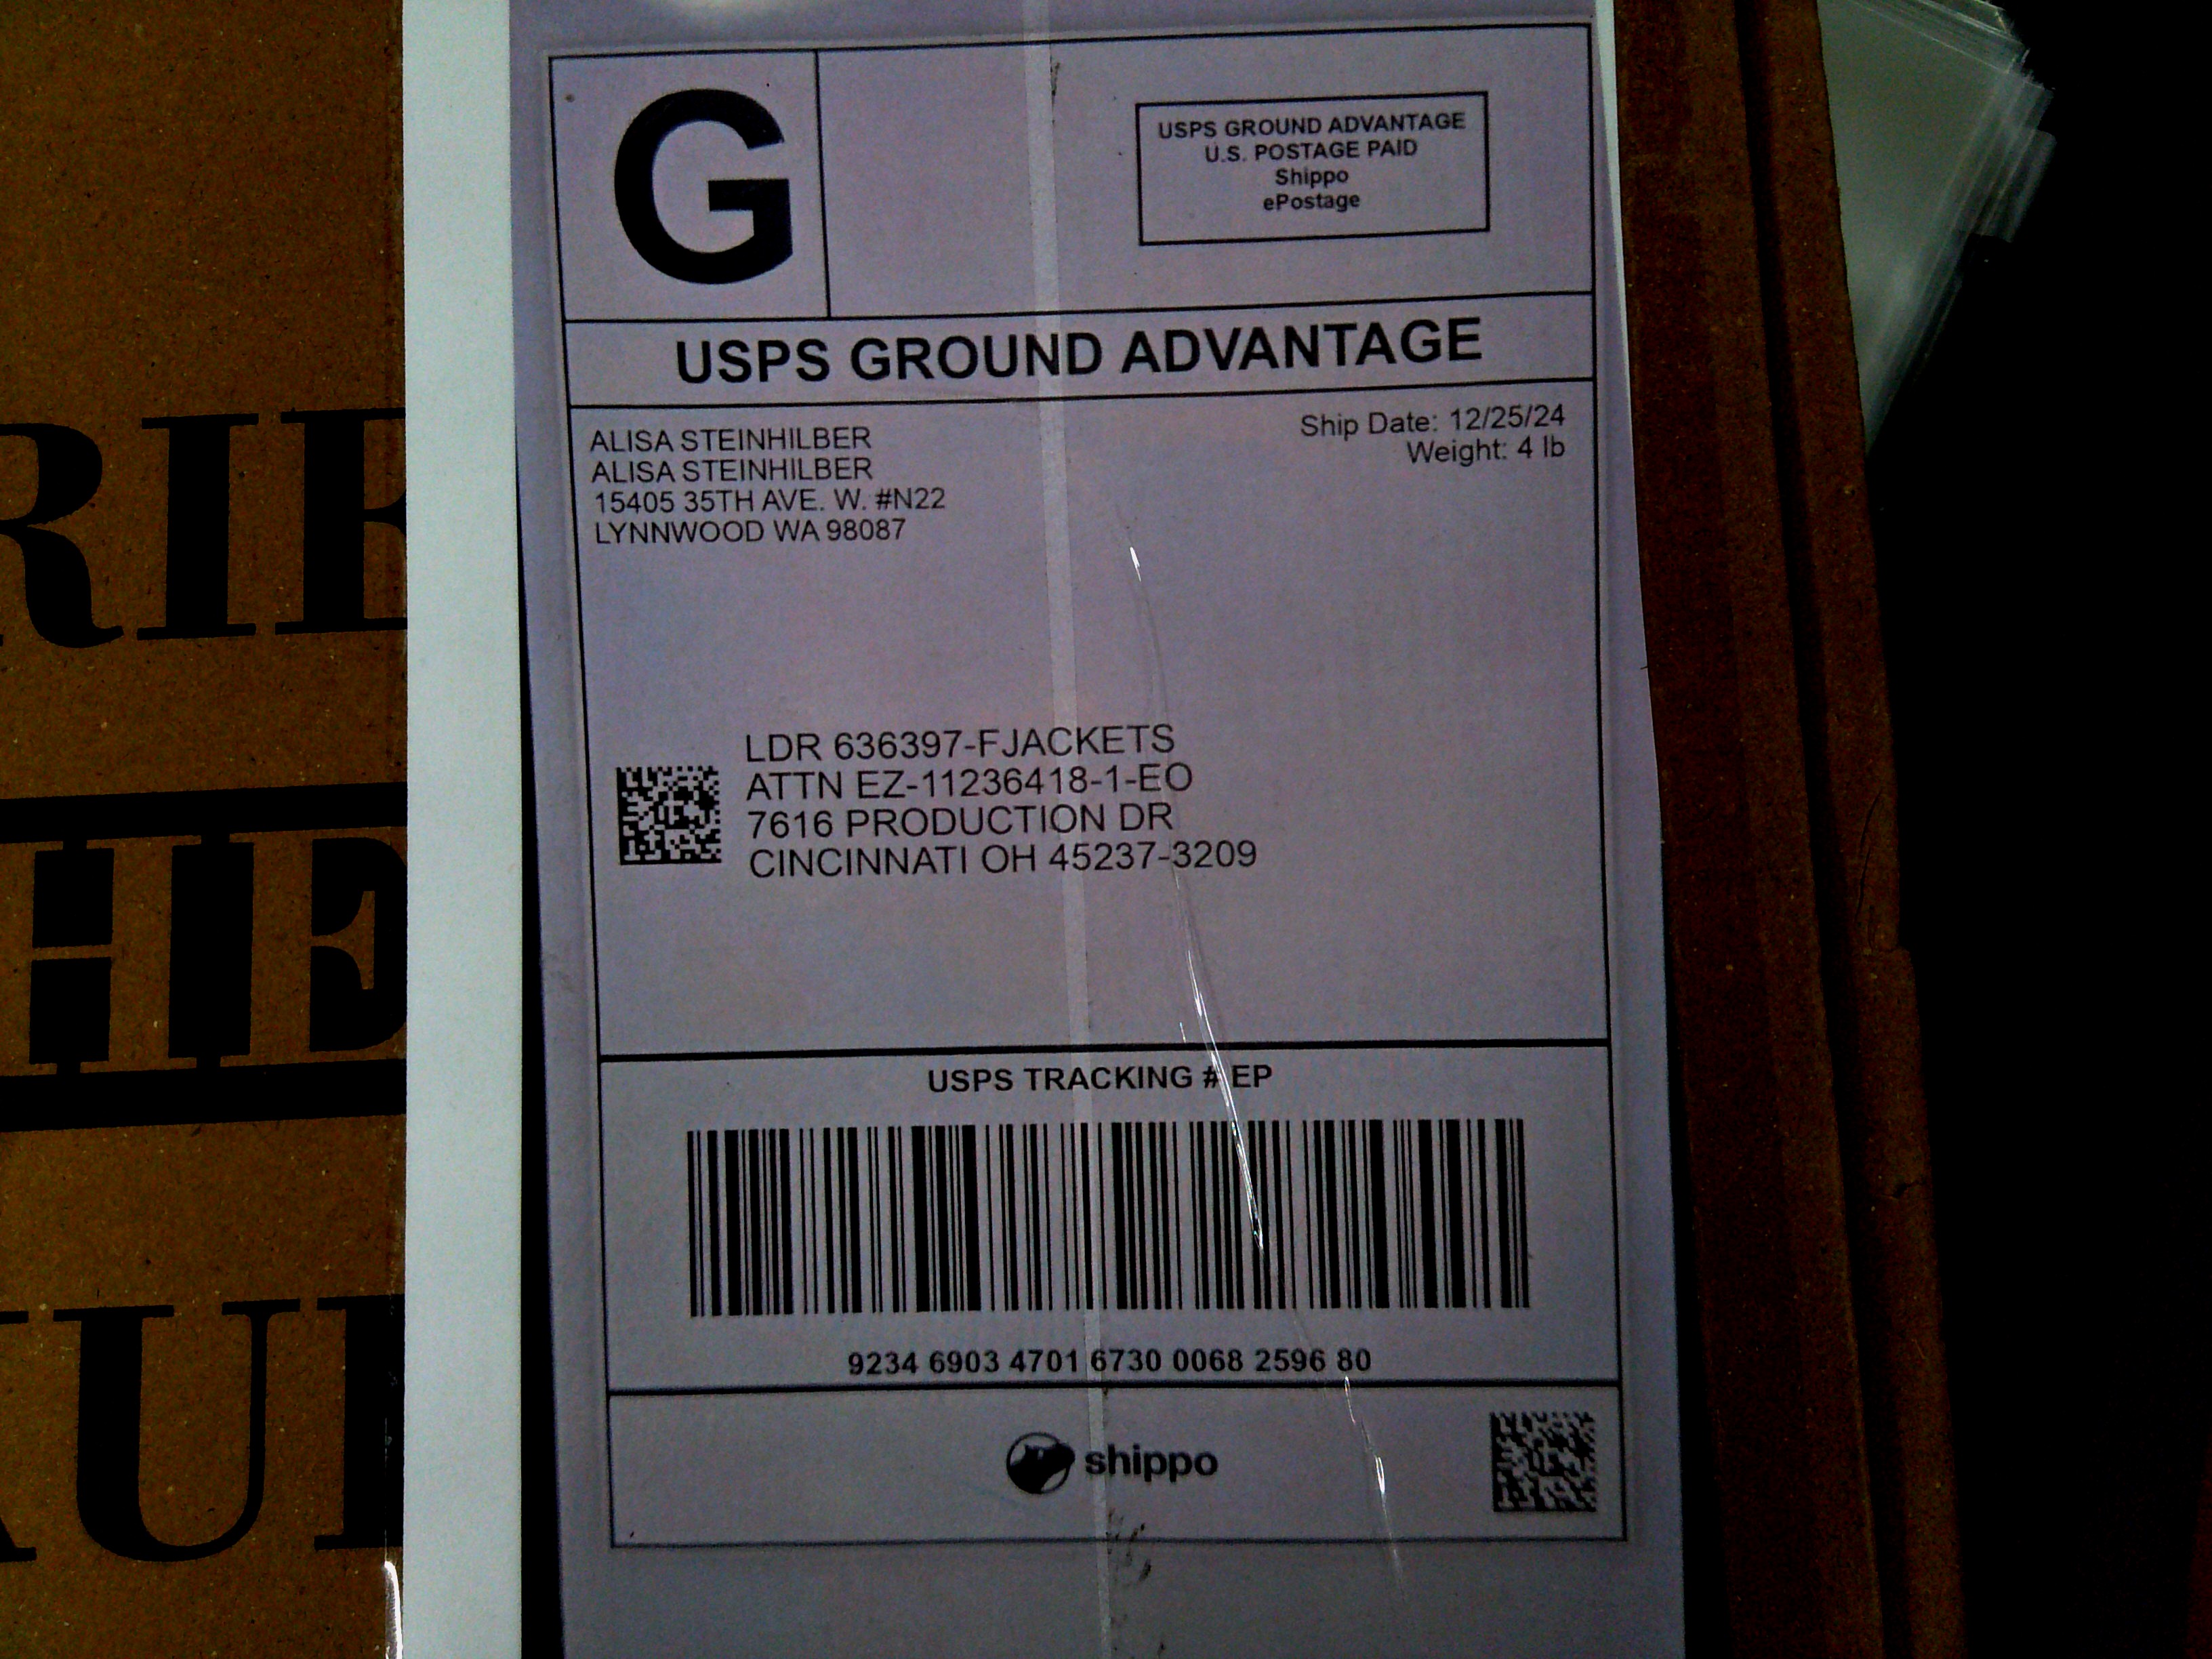 G
USPS GROUND ADVANTAGE
U.S. POSTAGE PAID
Shippo
ePostage
USPS GROUND ADVANTAGE
ALISA STEINHILBER
ALISA STEINHILBER
15405 35TH AVE. W. #N22
LYNNWOOD WA 98087
Ship Date: 12/25/24
Weight: 4 lb
LDR 636397-FJACKETS
ATTN EZ-11236418-1-EO
7616 PRODUCTION DR
CINCINNATI OH 45237-3209
USPS TRACKING # EP
9234 6903 4701 6730 0068 2596 80
shippo